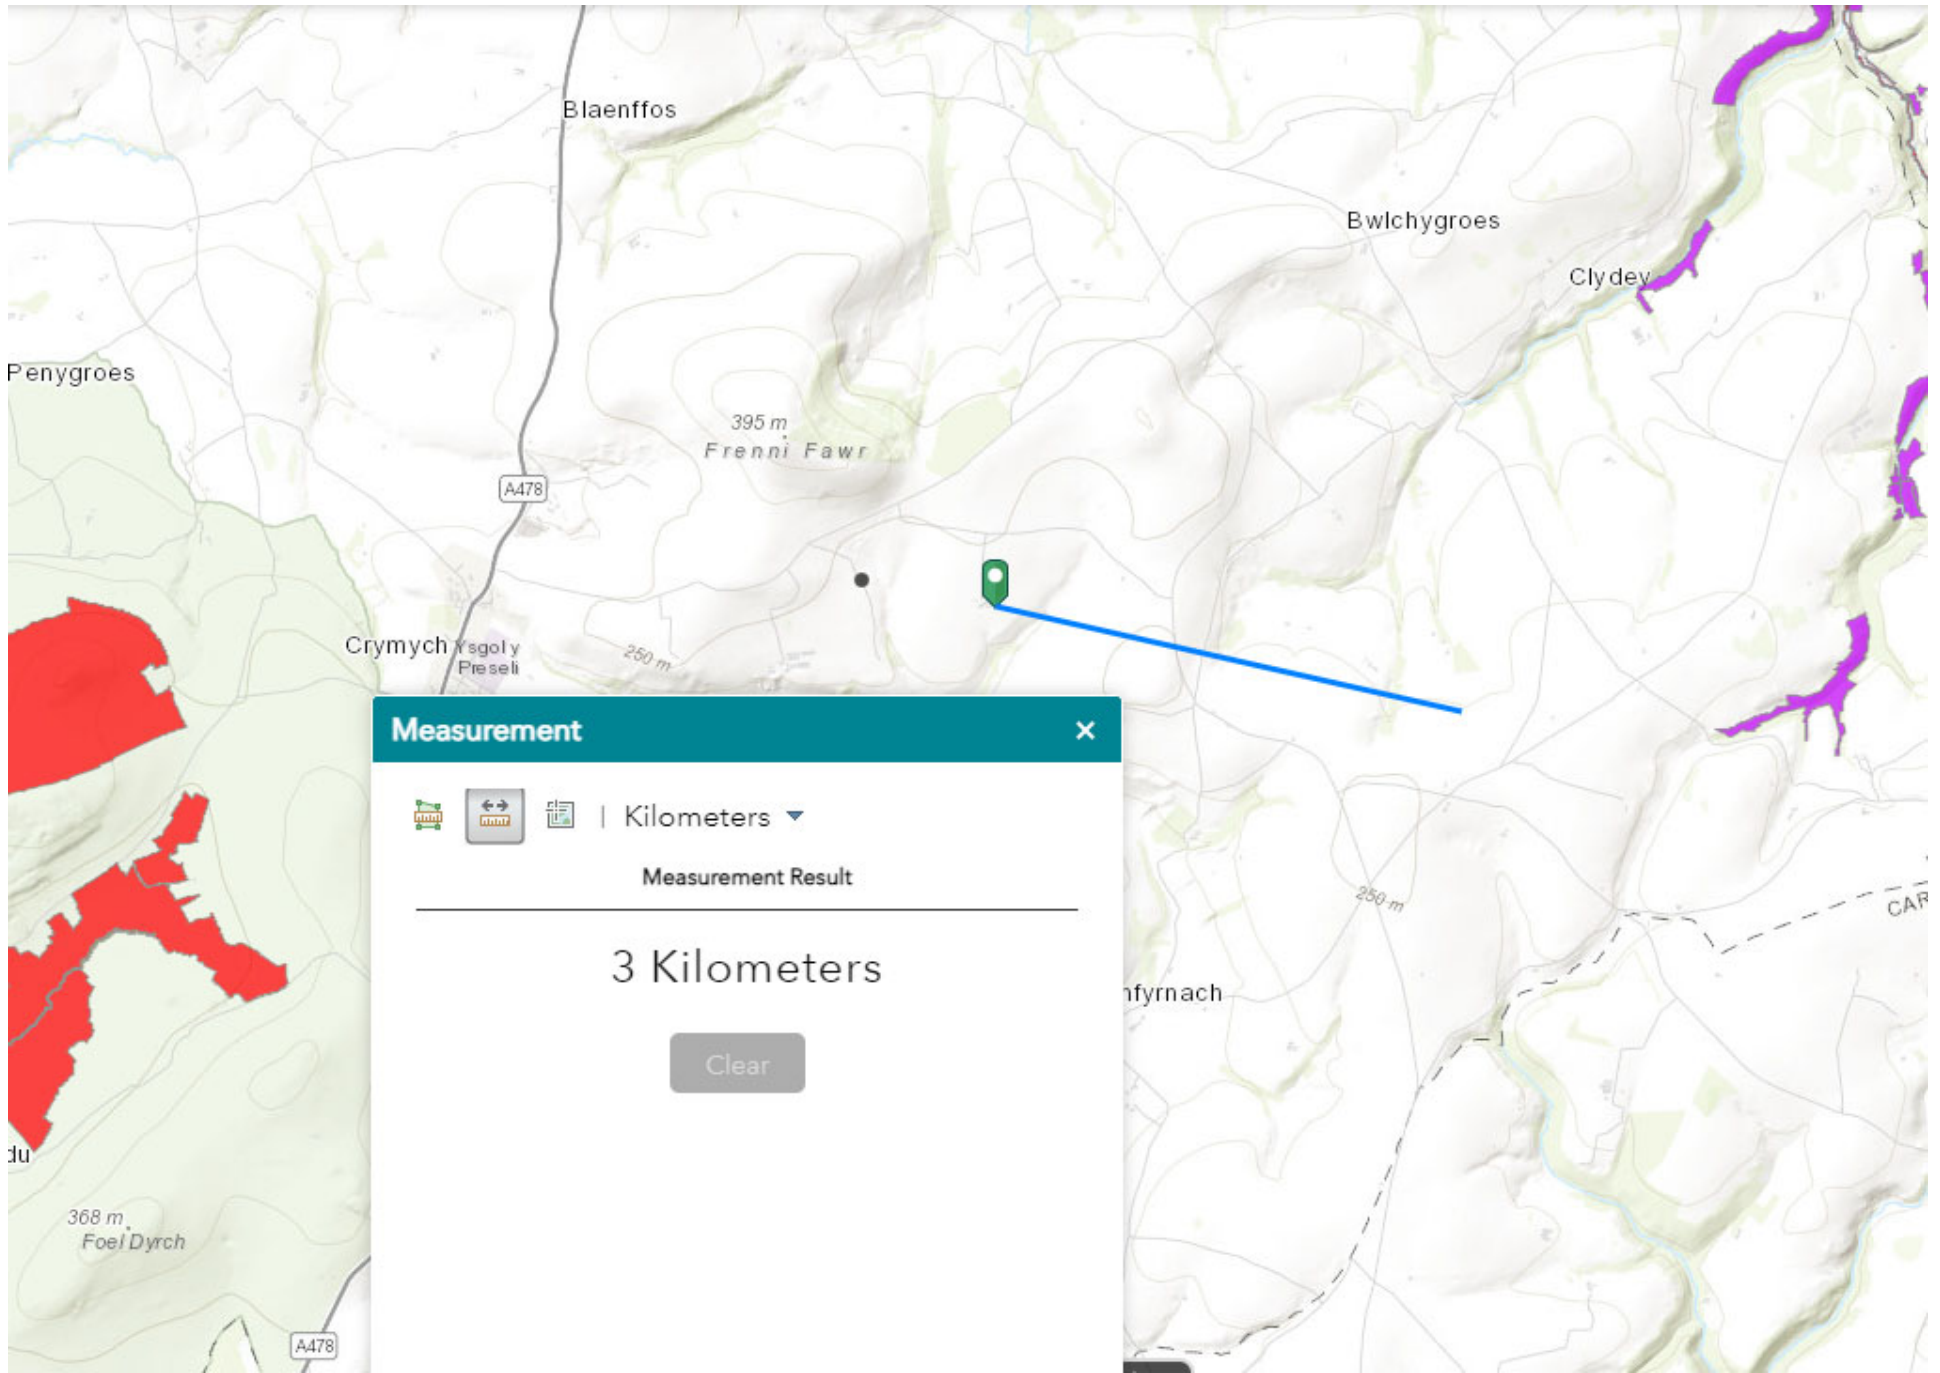 Blaenffos
Bwlchygroes
Clydey
Penygroes
395 m
Frenni Fawr
A478
Crymych
Ysgol y
Preseli
250 m
Measurement
Kilometers
Measurement Result
3 Kilometers
Clear
250 m
CAR
nfyrnach
du
368 m
Foel Dyrch
A478